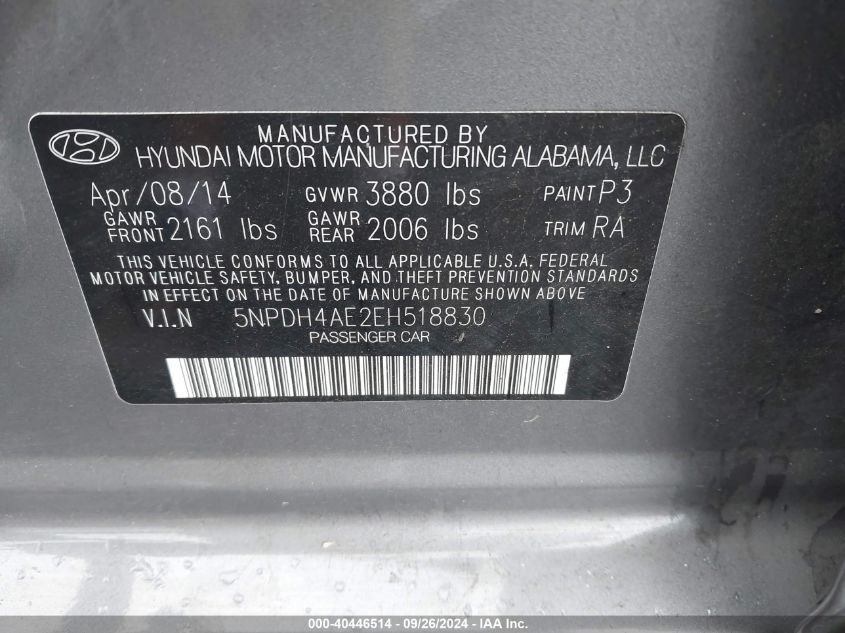 MANUFACTURED BY
HYUNDAI MOTOR MANUFACTURING ALABAMA, LLC
Apr/08/14 GVWR 3880 lbs PAINT P3
GAWR FRONT 2161 lbs GAWR REAR 2006 lbs TRIM RA
THIS VEHICLE CONFORMS TO ALL APPLICABLE U.S.A. FEDERAL
MOTOR VEHICLE SAFETY, BUMPER, AND THEFT PREVENTION STANDARDS
IN EFFECT ON THE DATE OF MANUFACTURE SHOWN ABOVE
V.I.N 5NPDH4AE2EH518830
PASSENGER CAR
000-40446514 - 09/26/2024 - IAA Inc.